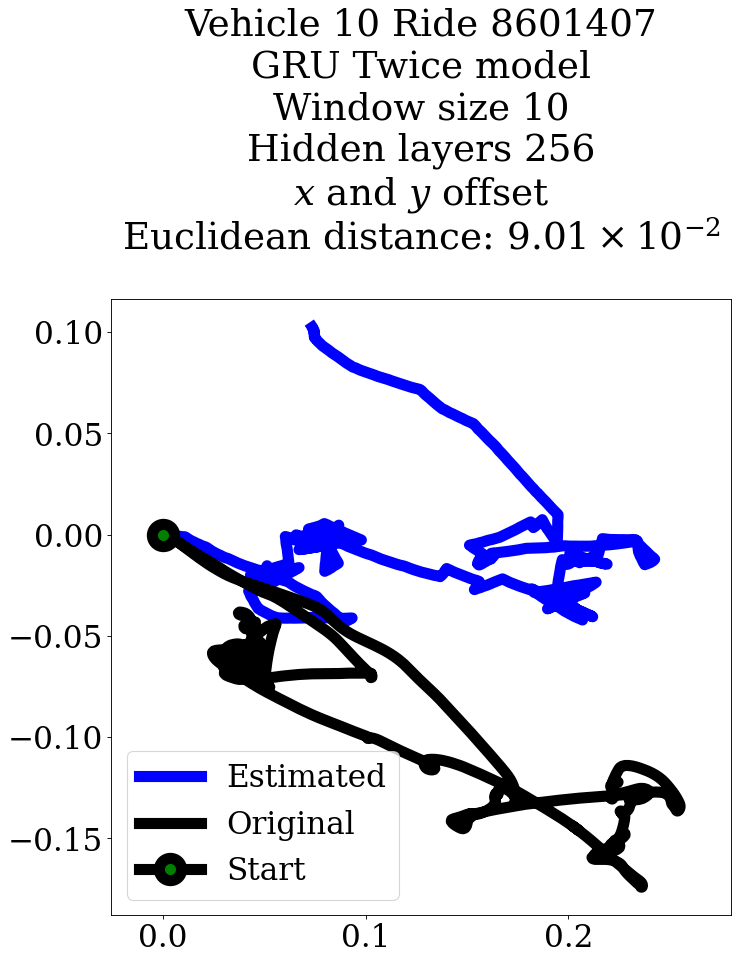 Vehicle 10 Ride 8601407
GRU Twice model
Window size 10
Hidden layers 256
x and y offset
Euclidean distance: 9.01 × 10⁻²
0.10
0.05
0.00
−0.05
−0.10
−0.15
Estimated
Original
Start
0.0 0.1 0.2